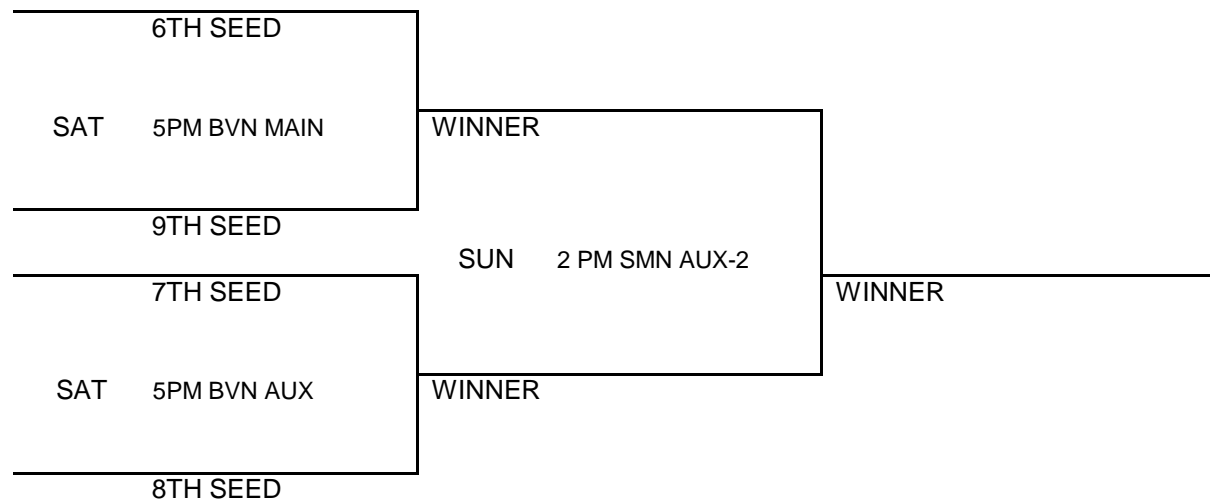 6TH SEED
SAT 5PM BVN MAIN
WINNER
9TH SEED
SUN 2 PM SMN AUX-2
7TH SEED
WINNER
SAT 5PM BVN AUX
WINNER
8TH SEED